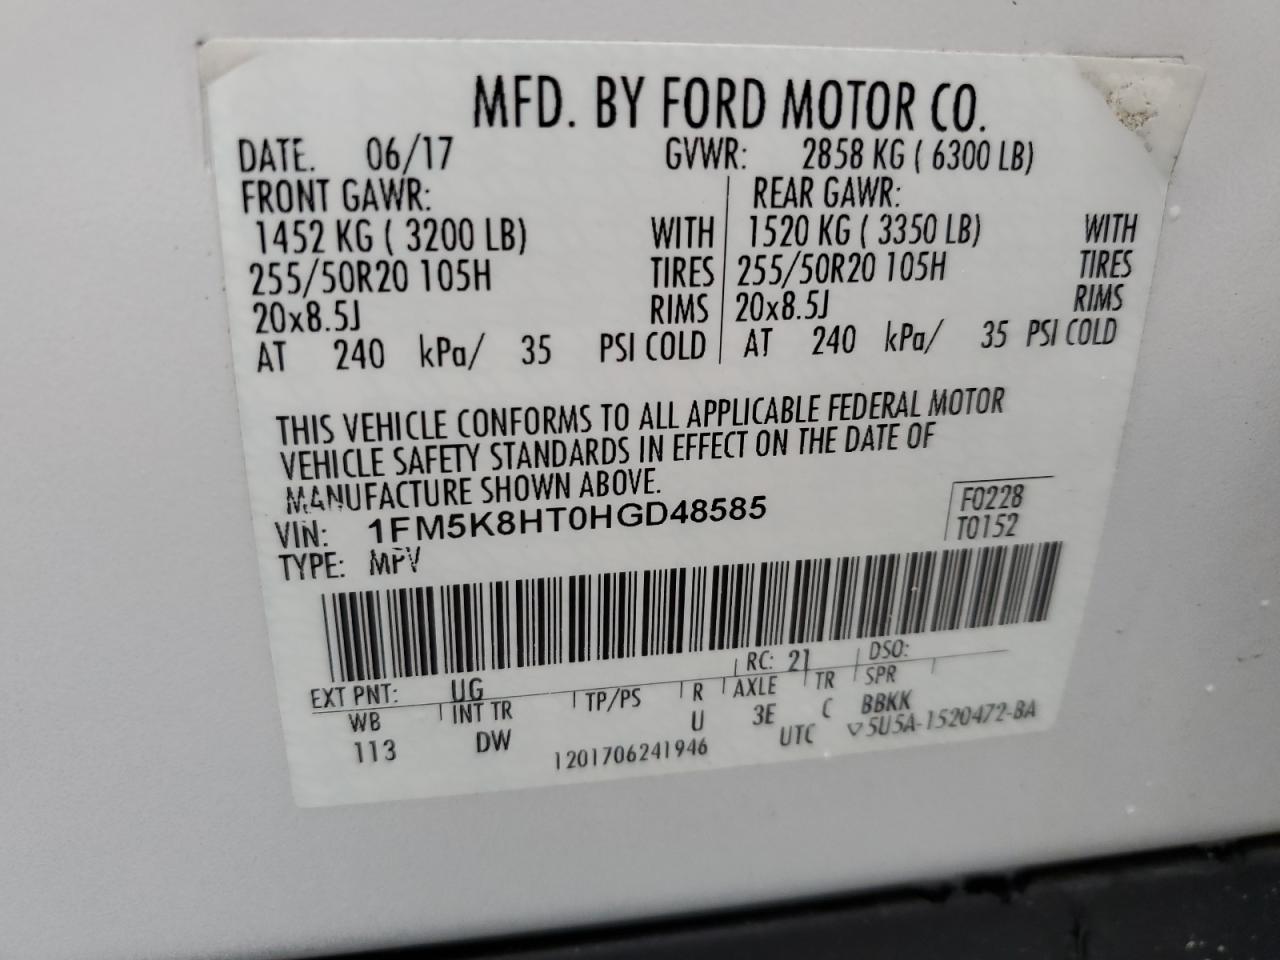 MFD. BY FORD MOTOR CO.
DATE. 06/17 GVWR: 2858 KG ( 6300 LB)
FRONT GAWR: REAR GAWR:
1452 KG ( 3200 LB) WITH 1520 KG ( 3350 LB) WITH
255/50R20 105H TIRES 255/50R20 105H TIRES
20x8.5J RIMS 20x8.5J RIMS
AT 240 kPa/ 35 PSI COLD AT 240 kPa/ 35 PSI COLD
THIS VEHICLE CONFORMS TO ALL APPLICABLE FEDERAL MOTOR
VEHICLE SAFETY STANDARDS IN EFFECT ON THE DATE OF
MANUFACTURE SHOWN ABOVE.
VIN: 1FM5K8HT0HGD48585 F0228
TYPE: MPV T0152
EXT PNT: UG RC: 21 DSO:
WB INT TR TP/PS R AXLE TR SPR
113 DW U 3E C BBKK
1201706241946 UTC ▽5U5A-1520472-BA